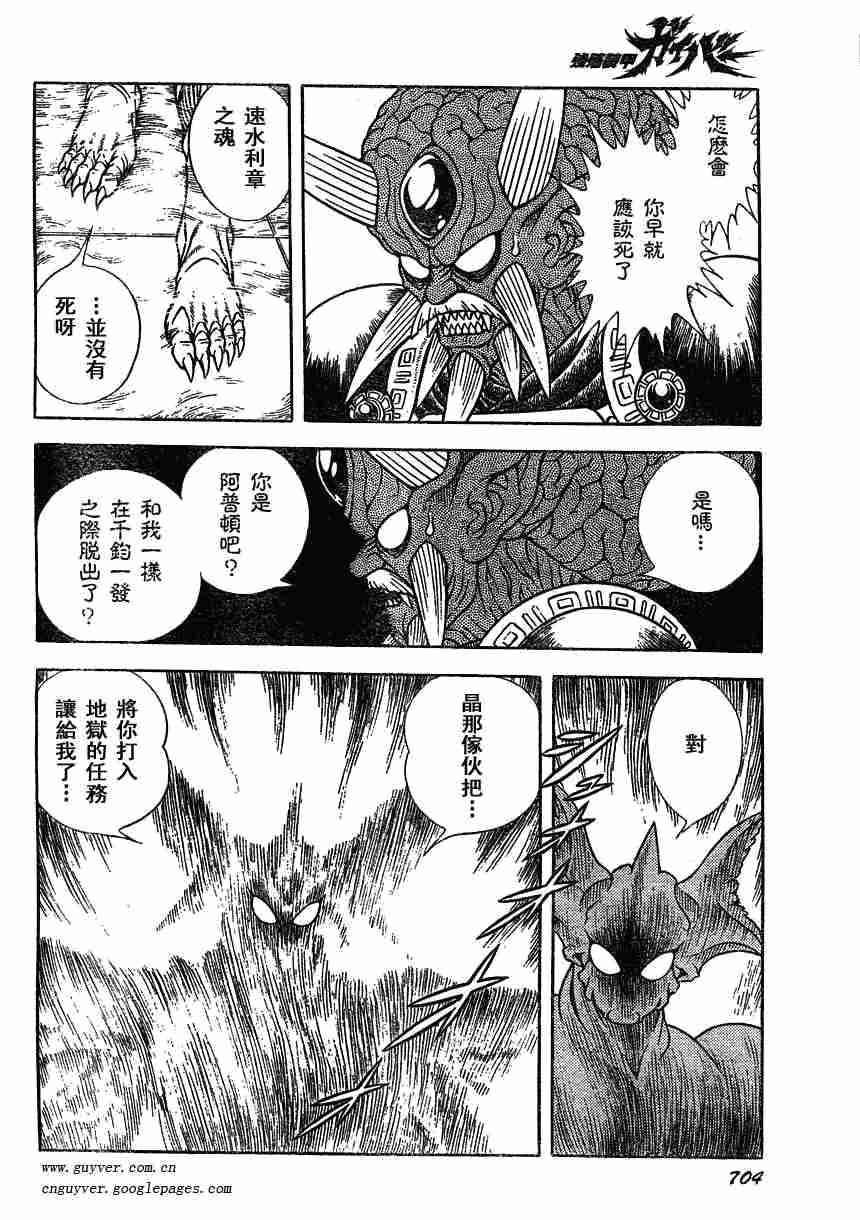 強殖裝甲
ガイバー
怎麼會
你早就
應該死了
速水利章
之魂
…並沒有
死呀
是嗎…
你是
阿普頓吧?
和我一樣
在千鈞一發
之際脫出了?
對
晶那傢伙把…
將你打入
地獄的任務
讓給我了…
www.guyver.com.cn
cnguyver.googlepages.com
704